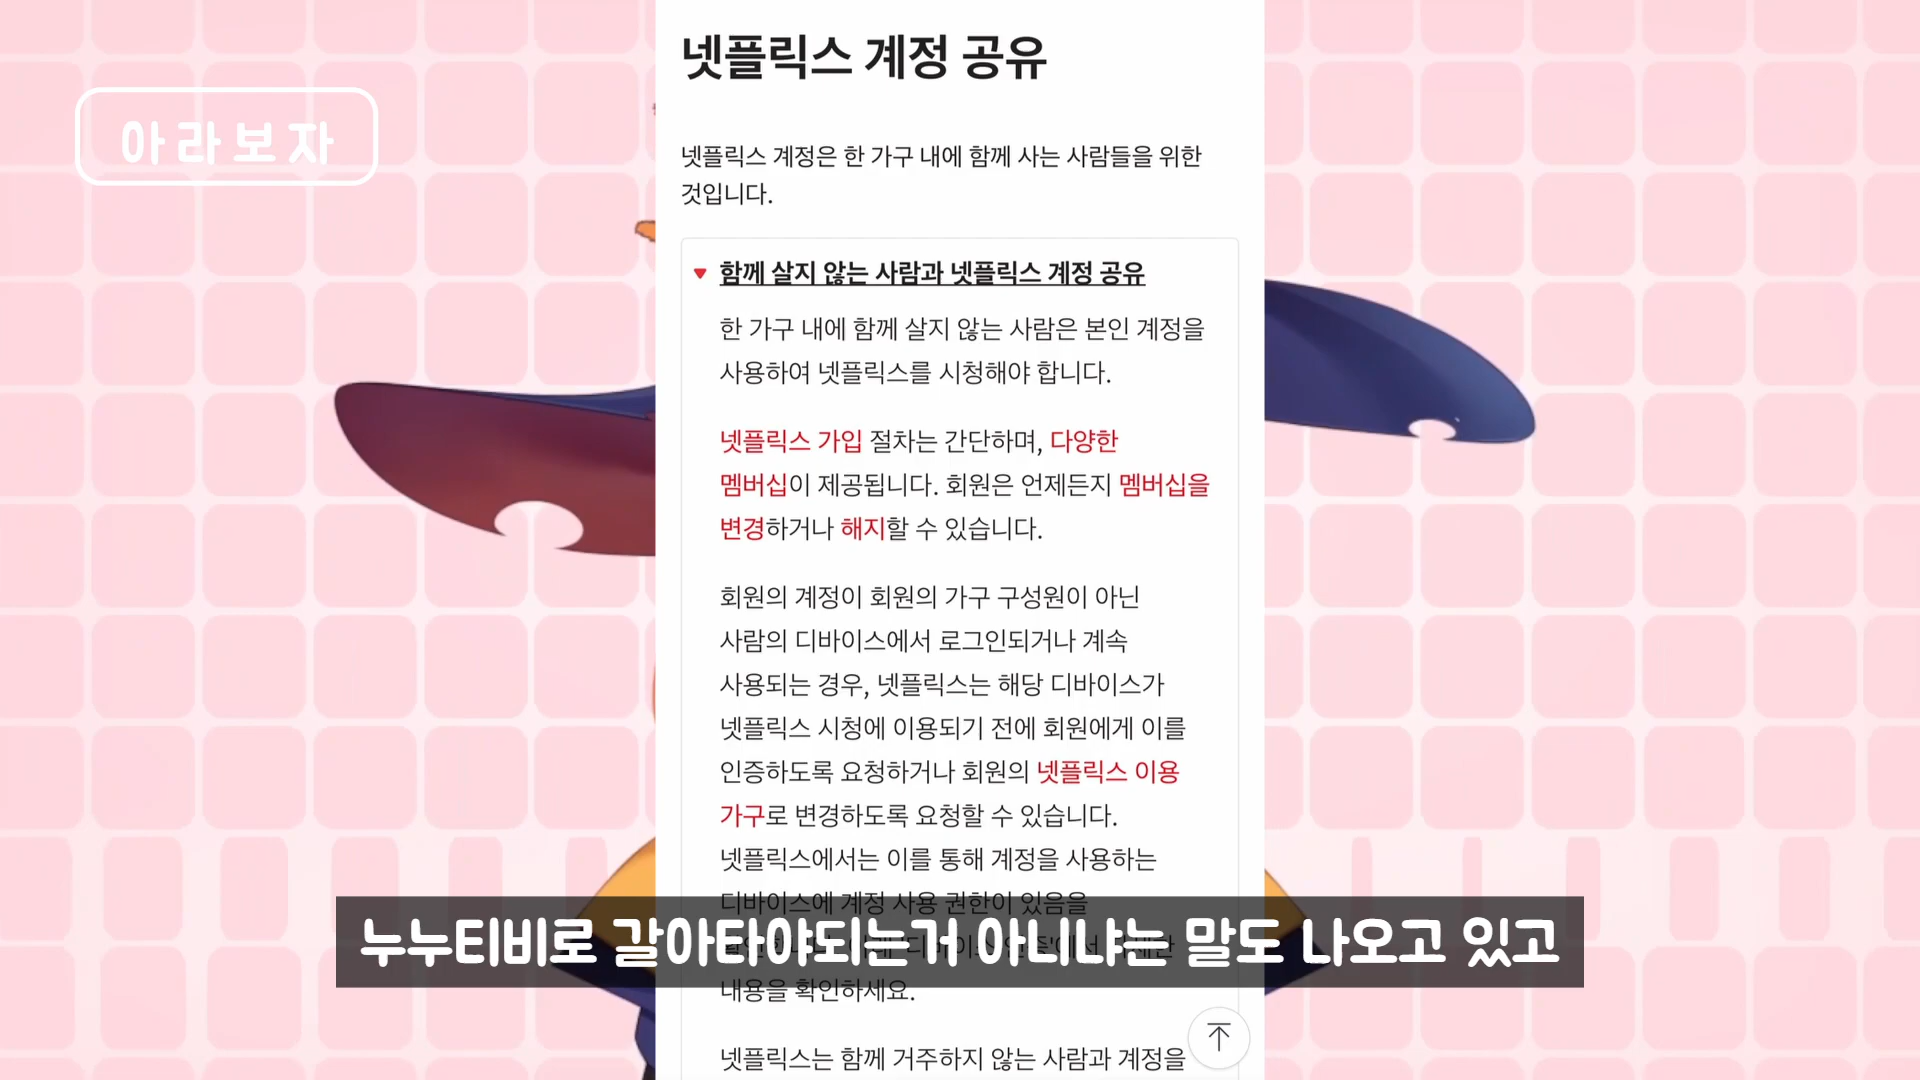 넷플릭스 계정 공유
아라보자
넷플릭스 계정은 한 가구 내에 함께 사는 사람들을 위한
것입니다.
함께 살지 않는 사람과 넷플릭스 계정 공유
한 가구 내에 함께 살지 않는 사람은 본인 계정을
사용하여 넷플릭스를 시청해야 합니다.
넷플릭스 가입 절차는 간단하며, 다양한
멤버십이 제공됩니다. 회원은 언제든지 멤버십을
변경하거나 해지할 수 있습니다.
회원의 계정이 회원의 가구 구성원이 아닌
사람의 디바이스에서 로그인되거나 계속
사용되는 경우, 넷플릭스는 해당 디바이스가
넷플릭스 시청에 이용되기 전에 회원에게 이를
인증하도록 요청하거나 회원의 넷플릭스 이용
가구로 변경하도록 요청할 수 있습니다.
넷플릭스에서는 이를 통해 계정을 사용하는
디바이스에 계정 사용 권한이 있음을
누누티비로 갈아타야되는거 아니냐는 말도 나오고 있고
내용을 확인하세요.
넷플릭스는 함께 거주하지 않는 사람과 계정을